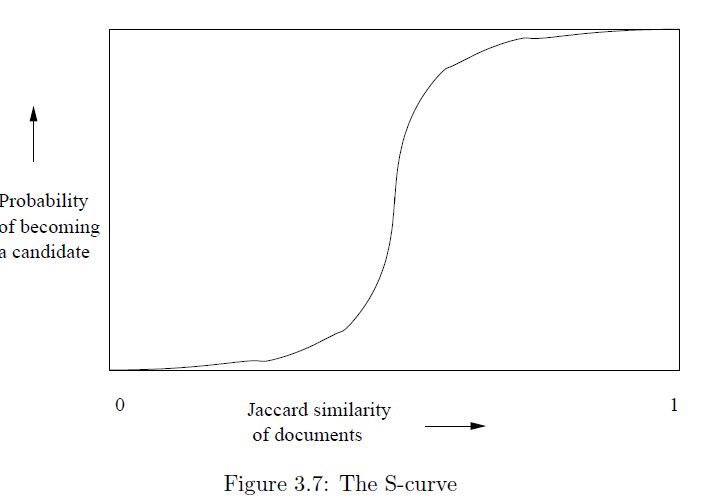 Probability
of becoming
a candidate
0
1
Jaccard similarity
of documents
Figure 3.7: The S-curve